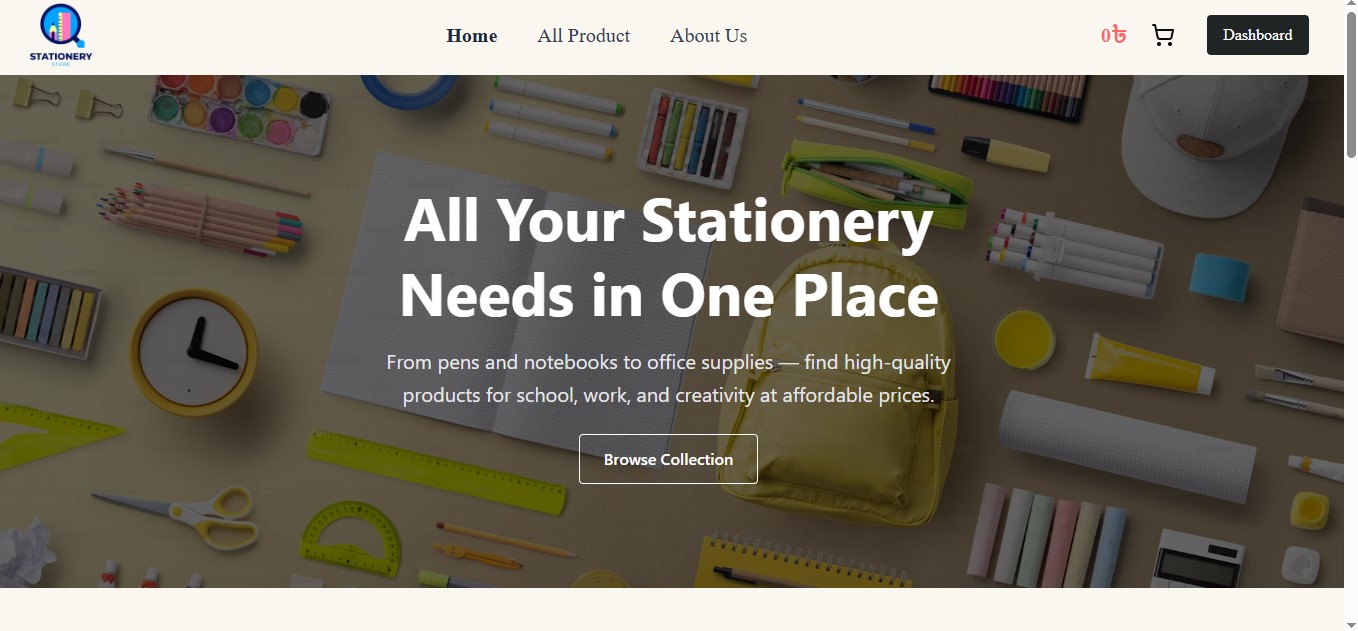 STATIONERY
STORE
Home
All Product
About Us
0৳
Dashboard
All Your Stationery
Needs in One Place
From pens and notebooks to office supplies — find high-quality
products for school, work, and creativity at affordable prices.
Browse Collection